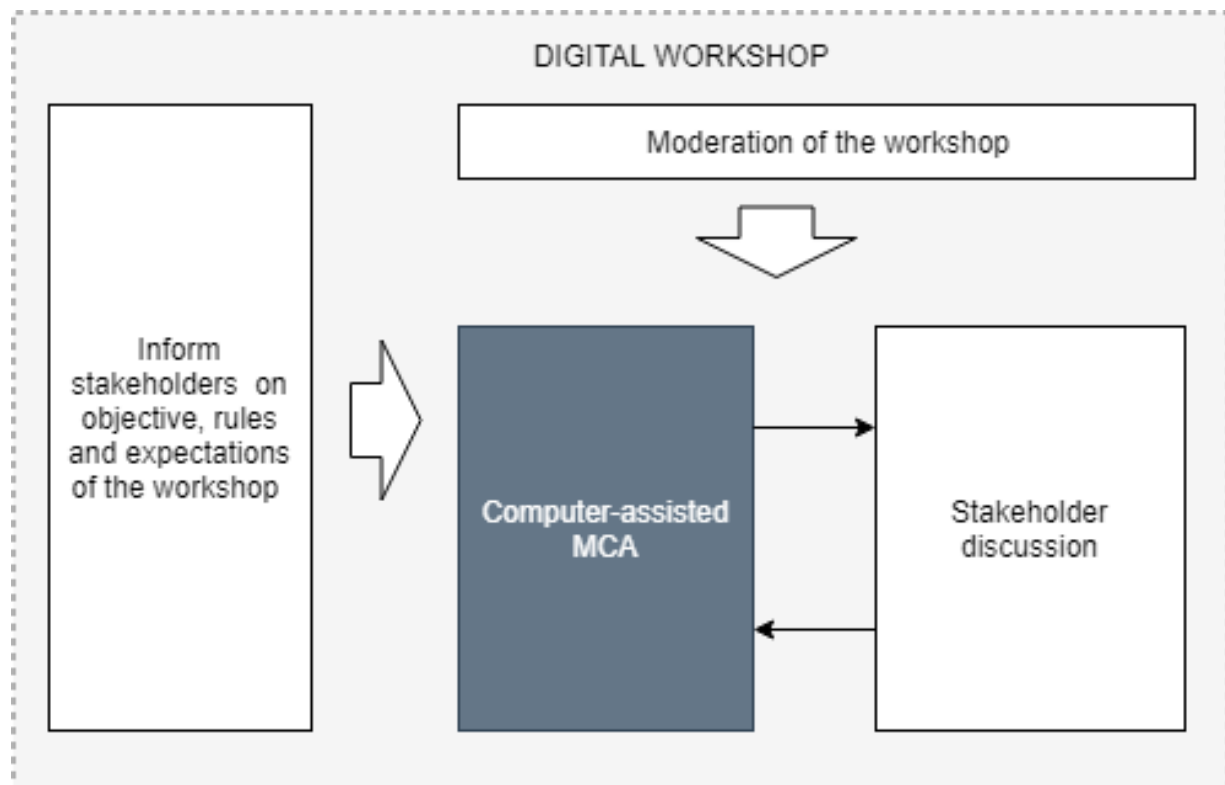 DIGITAL WORKSHOP
Moderation of the workshop
Inform
stakeholders on
objective, rules
and expectations
of the workshop
Computer-assisted
MCA
Stakeholder
discussion